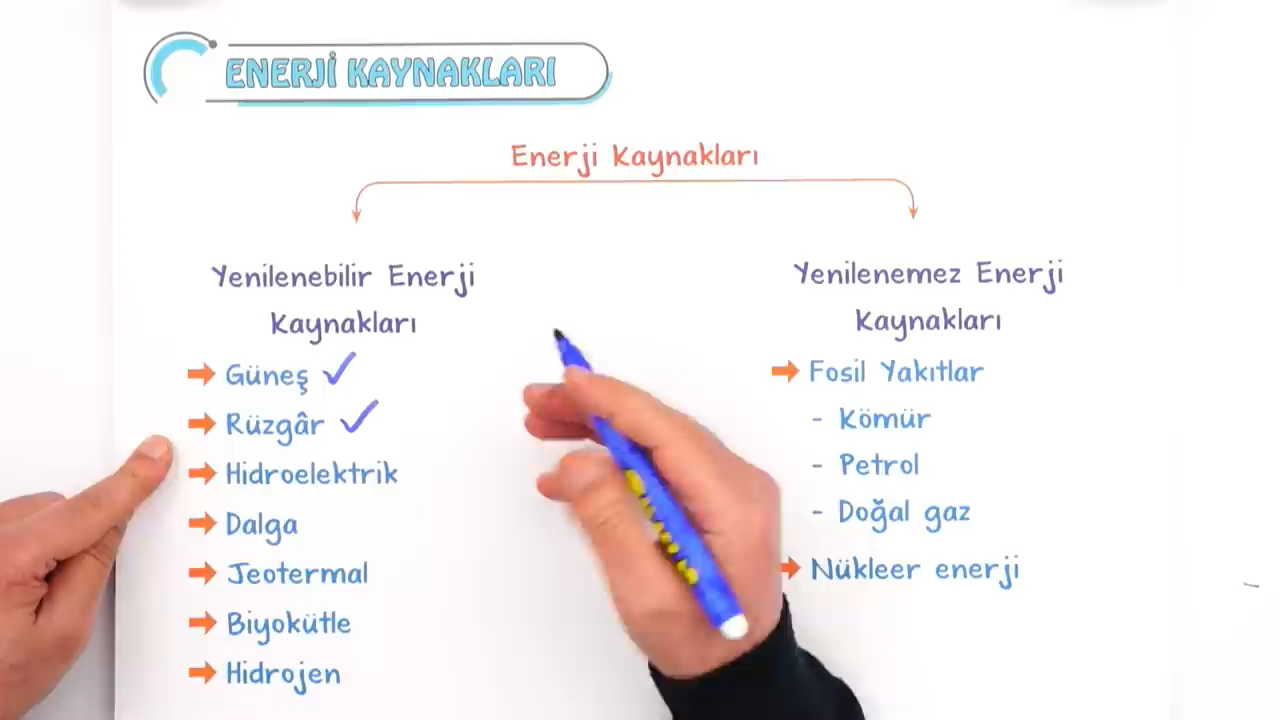 ENERJİ KAYNAKLARI
Enerji Kaynakları
Yenilenebilir Enerji
Kaynakları
Güneş
Rüzgâr
Hidroelektrik
Dalga
Jeotermal
Biyokütle
Hidrojen
Yenilenemez Enerji
Kaynakları
Fosil Yakıtlar
- Kömür
- Petrol
- Doğal gaz
Nükleer enerji